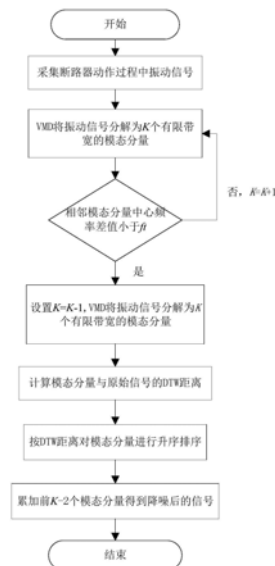 开始
采集断路器动作过程中振动信号
VMD将振动信号分解为K个有限带
宽的模态分量
否，K=K+1
相邻模态分量中心频
率差值小于ft
是
设置K=K-1,VMD将振动信号分解为K
个有限带宽的模态分量
计算模态分量与原始信号的DTW距离
按DTW距离对模态分量进行升序排序
累加前K-2个模态分量得到降噪后的信号
结束